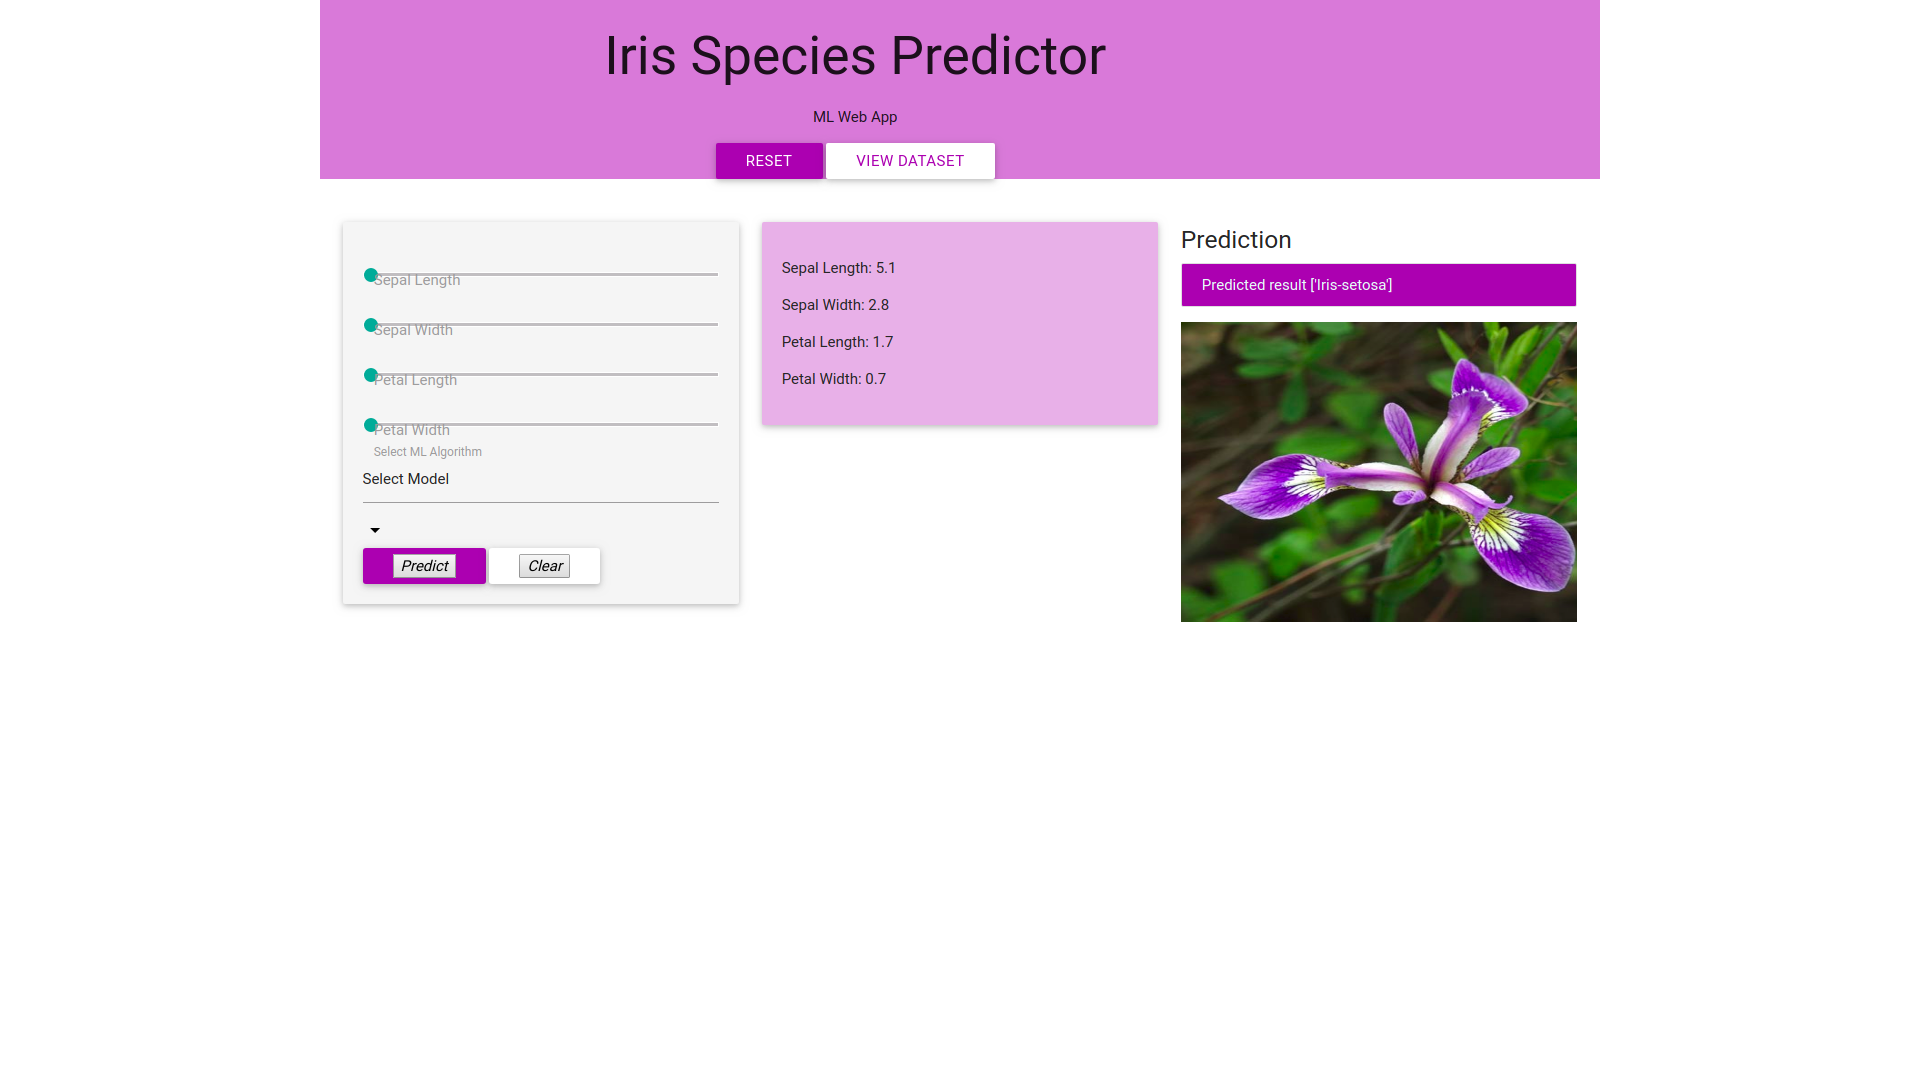 Iris Species Predictor
ML Web App
RESET VIEW DATASET
Sepal Length
Sepal Width
Petal Length
Petal Width
Select ML Algorithm
Select Model
Predict Clear
Sepal Length: 5.1
Sepal Width: 2.8
Petal Length: 1.7
Petal Width: 0.7
Prediction
Predicted result ['Iris-setosa']